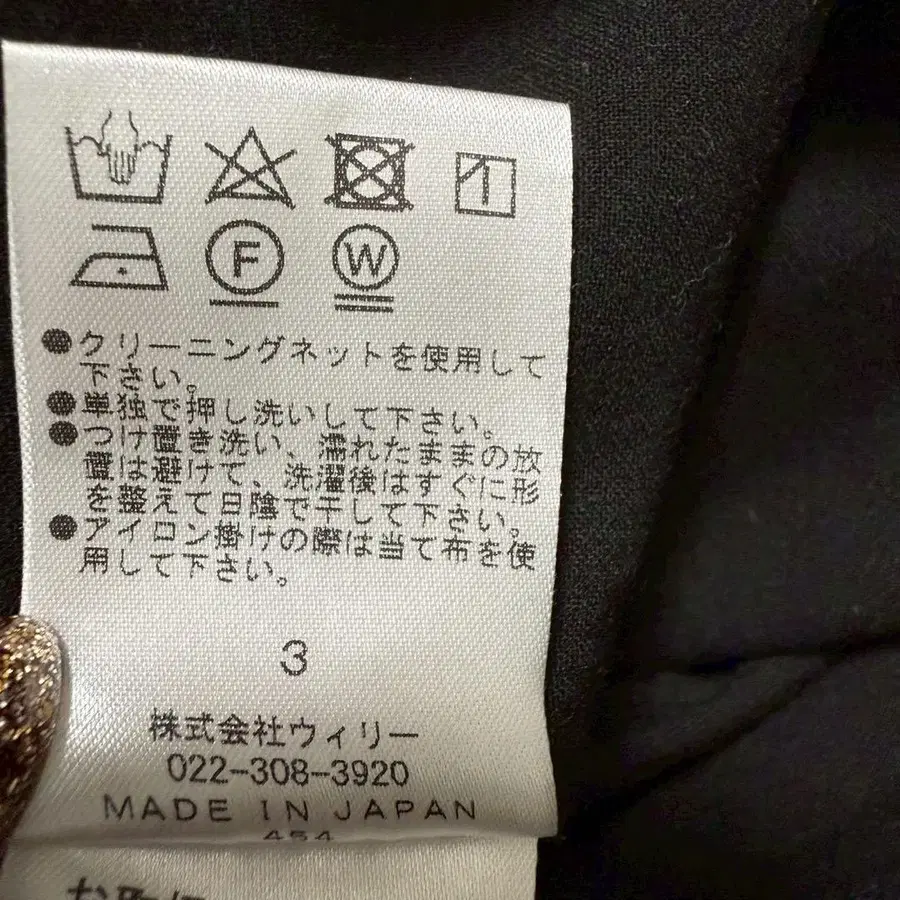 F W
●クリーニングネットを使用して
下さい。
●単独で押し洗いして下さい。
●つけ置き洗い、濡れたままの放
置は避けて、洗濯後はすぐに形
を整えて日陰で干して下さい。
●アイロン掛けの際は当て布を使
用して下さい。
3
株式会社ウィリー
022-308-3920
MADE IN JAPAN
454